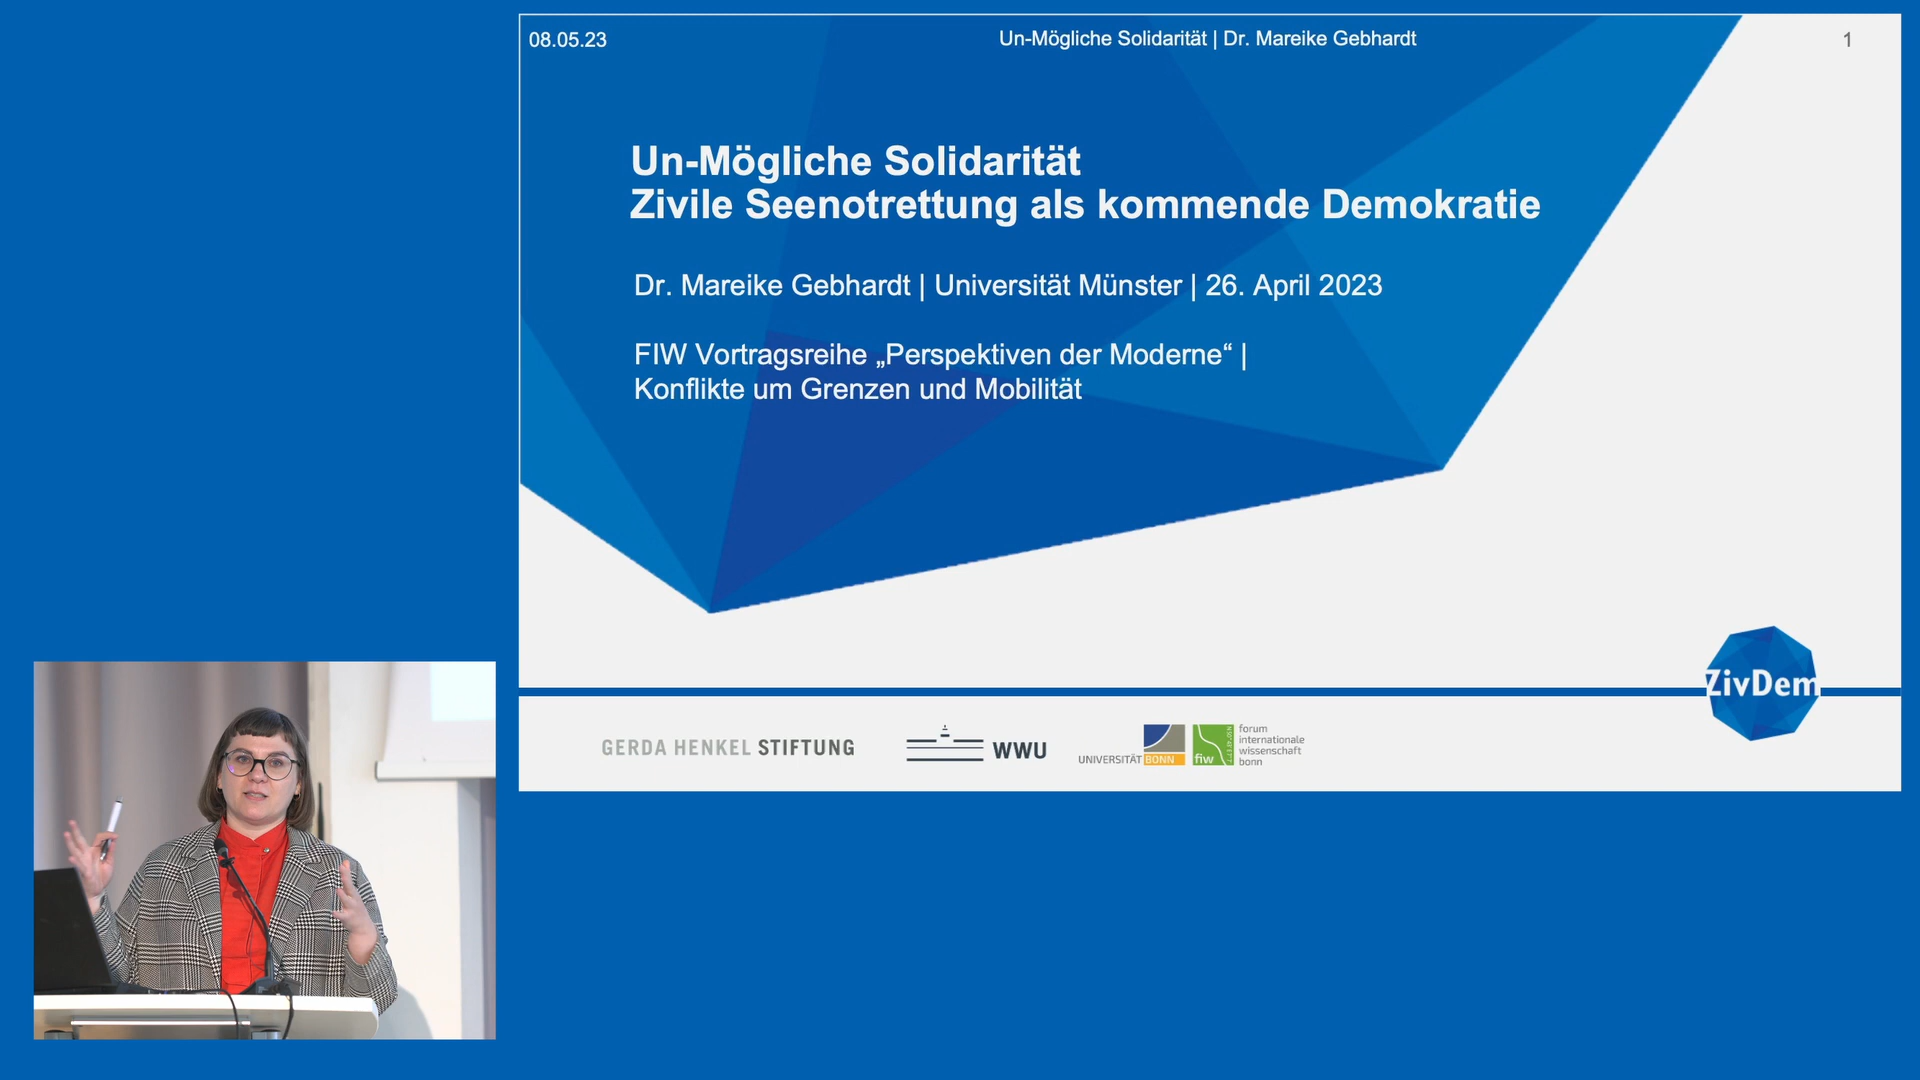 08.05.23
Un-Mögliche Solidarität | Dr. Mareike Gebhardt
1
Un-Mögliche Solidarität
Zivile Seenotrettung als kommende Demokratie
Dr. Mareike Gebhardt | Universität Münster | 26. April 2023
FIW Vortragsreihe „Perspektiven der Moderne“ |
Konflikte um Grenzen und Mobilität
ZivDem
GERDA HENKEL STIFTUNG
WWU
UNIVERSITÄT BONN
fiw
forum
internationale
wissenschaft
bonn